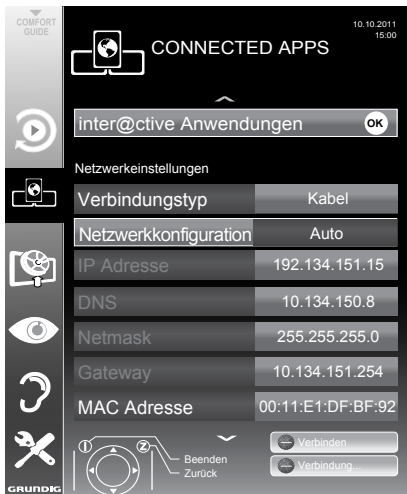 COMFORT
GUIDE
CONNECTED APPS
10.10.2011
15:00
inter@ctive Anwendungen OK
Netzwerkeinstellungen
Verbindungstyp Kabel
Netzwerkkonfiguration Auto
IP Adresse 192.134.151.15
DNS 10.134.150.8
Netmask 255.255.255.0
Gateway 10.134.151.254
MAC Adresse 00:11:E1:DF:BF:92
Beenden
Zurück
Verbinden
Verbindung...
GRUNDIG